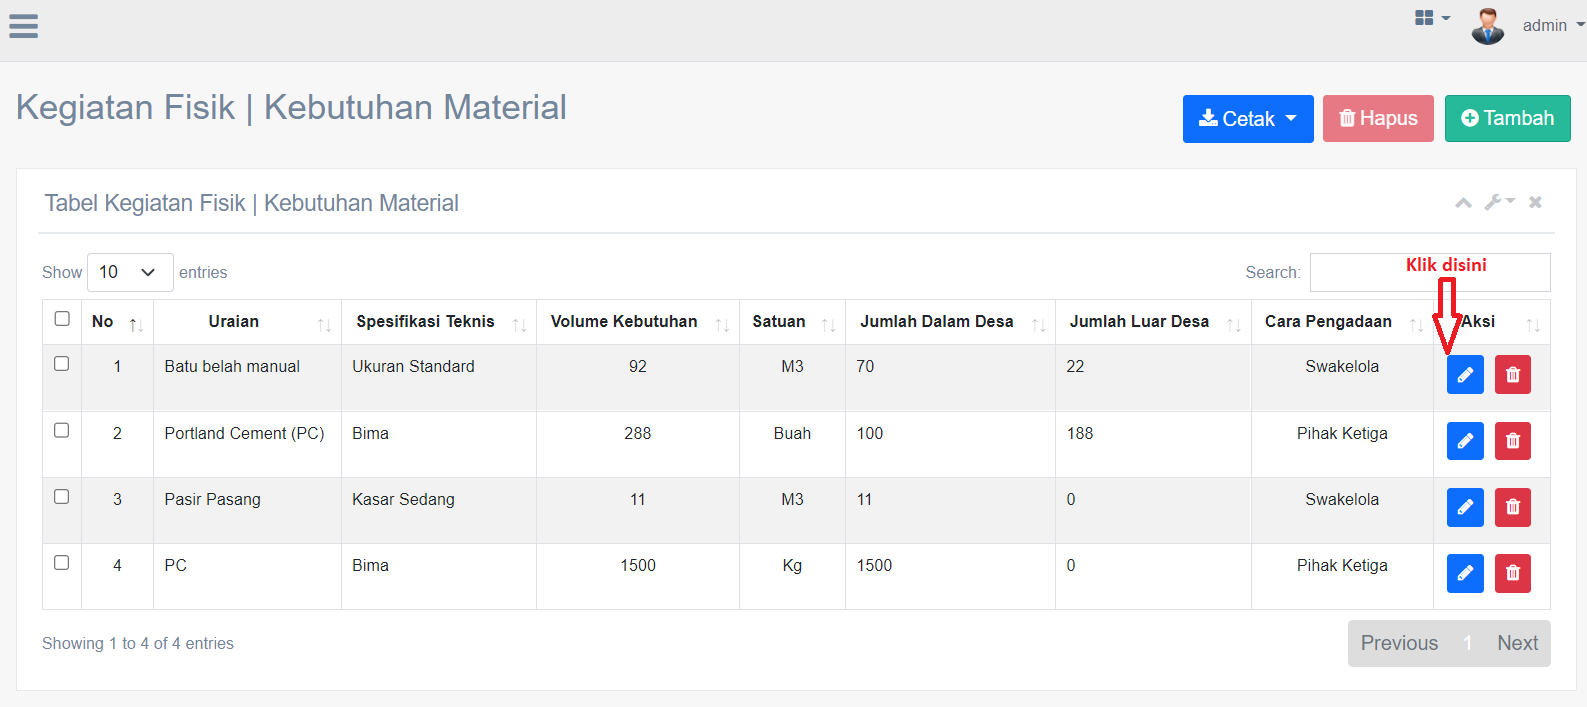 admin
Kegiatan Fisik | Kebutuhan Material
Cetak Hapus Tambah
Tabel Kegiatan Fisik | Kebutuhan Material
Show 10 entries Search: Klik disini
No Uraian Spesifikasi Teknis Volume Kebutuhan Satuan Jumlah Dalam Desa Jumlah Luar Desa Cara Pengadaan Aksi
1 Batu belah manual Ukuran Standard 92 M3 70 22 Swakelola
2 Portland Cement (PC) Bima 288 Buah 100 188 Pihak Ketiga
3 Pasir Pasang Kasar Sedang 11 M3 11 0 Swakelola
4 PC Bima 1500 Kg 1500 0 Pihak Ketiga
Showing 1 to 4 of 4 entries Previous 1 Next